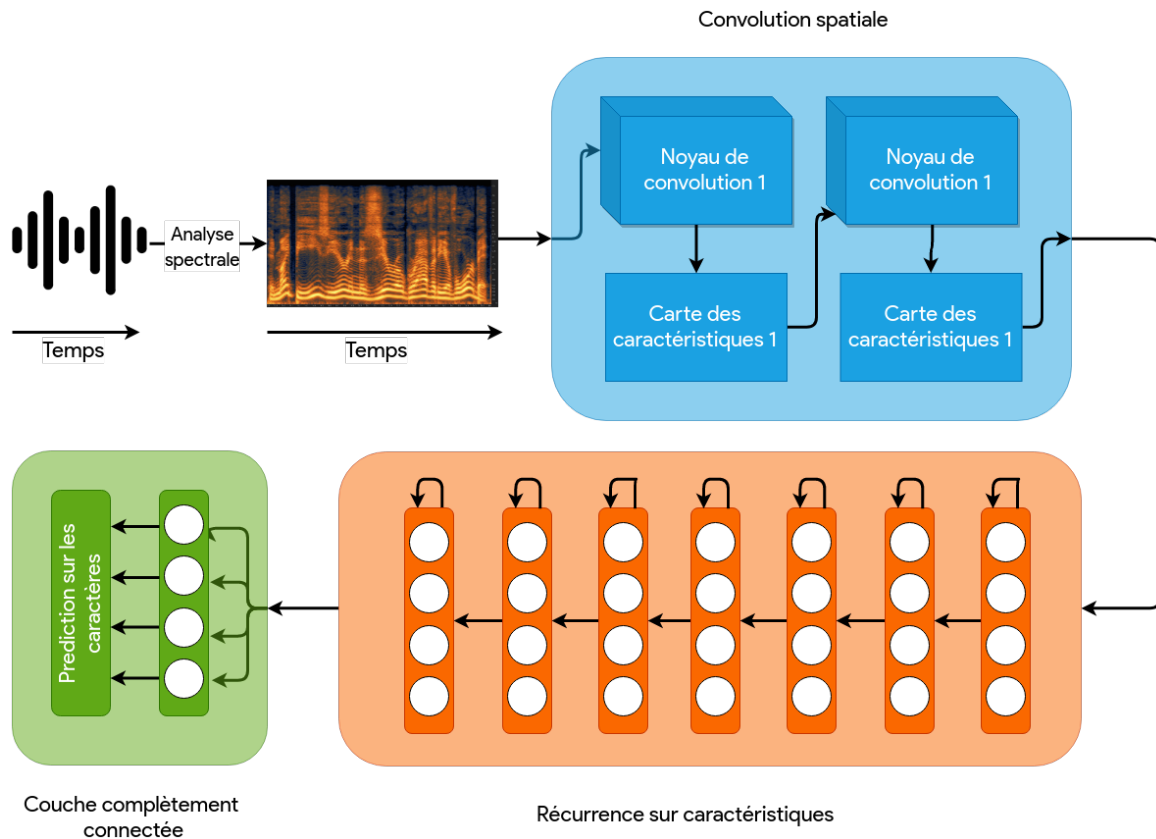 Convolution spatiale
Noyau de
convolution 1
Noyau de
convolution 1
Analyse
spectrale
Carte des
caractéristiques 1
Carte des
caractéristiques 1
Temps
Temps
Prediction sur les
caractères
Couche complètement
connectée
Récurrence sur caractéristiques